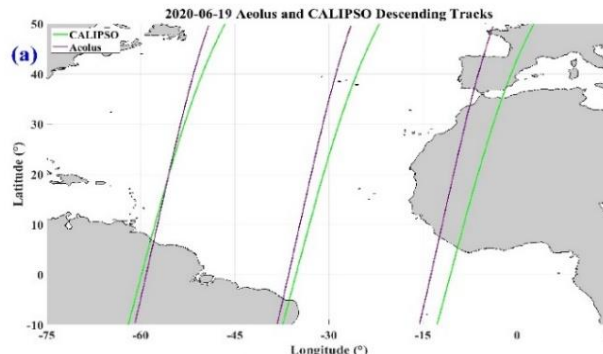 2020-06-19 Aeolus and CALIPSO Descending Tracks
(a)
CALIPSO
Aeolus
50
40
30
20
10
0
-10
Latitude (°)
-75 -60 -45 -30 -15 0
Longitude (°)